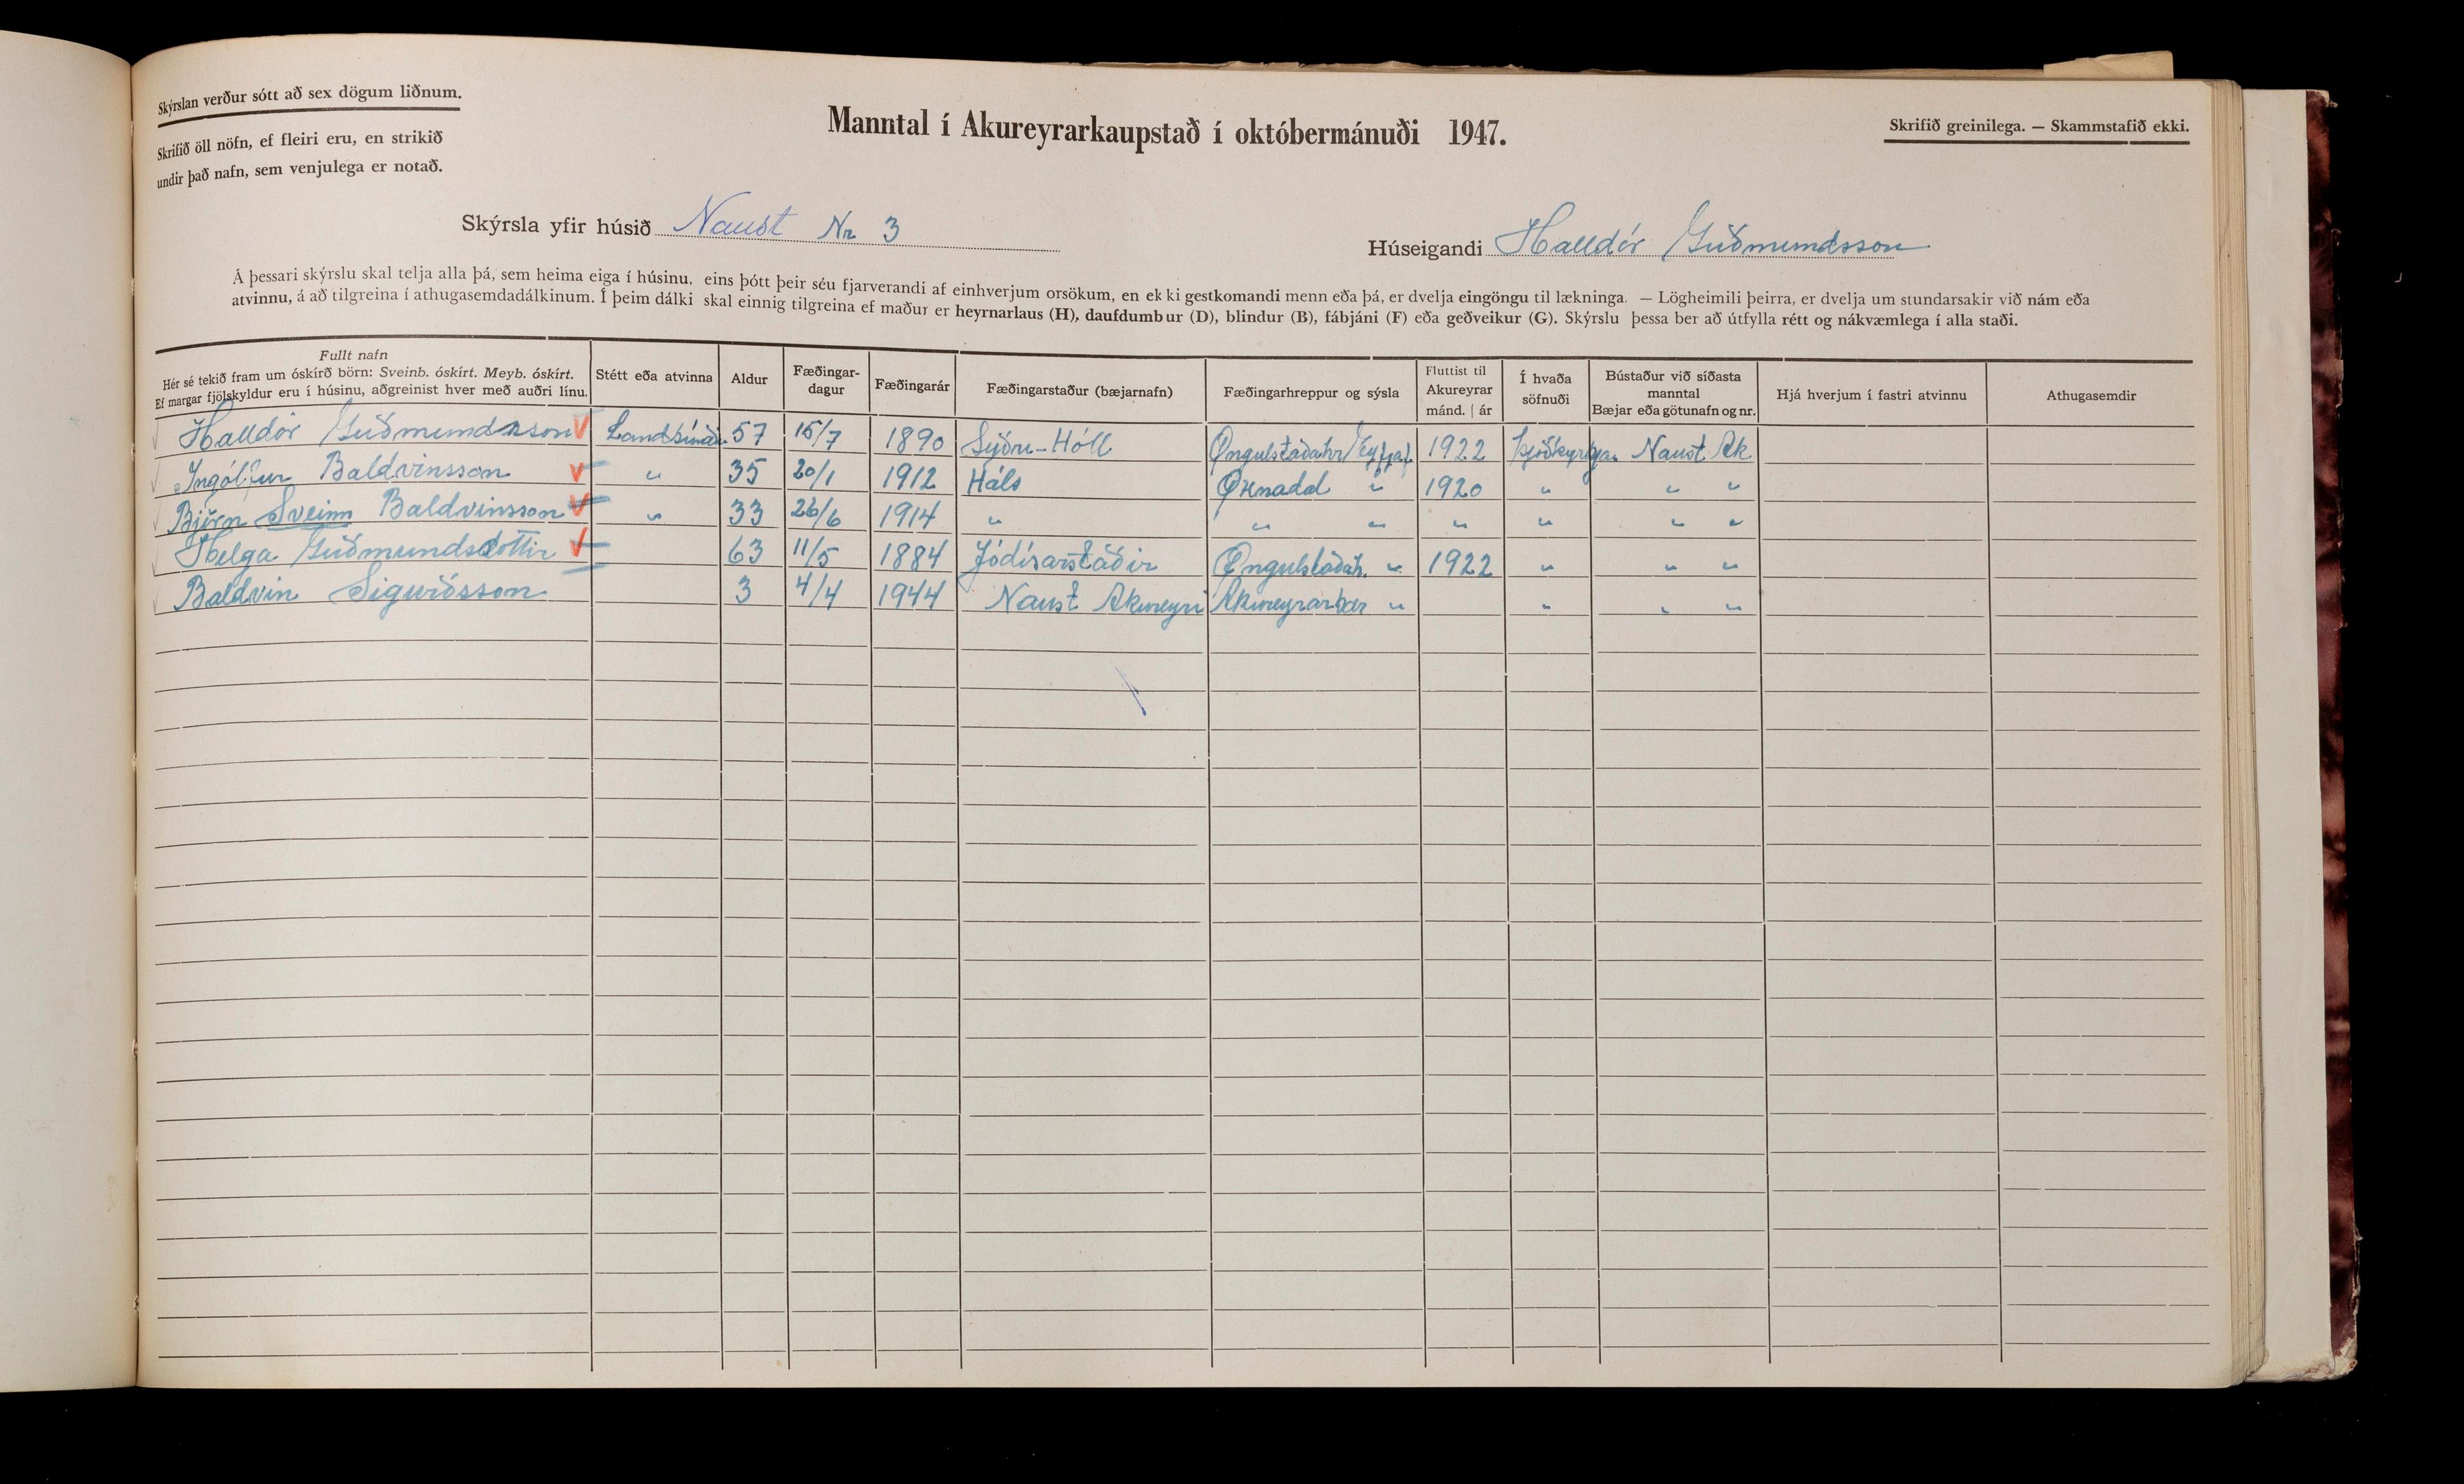 Skýrslan verður sótt að sex dögum liðnum.
Skrifið öll nöfn, ef fleiri eru, en strikið
undir það nafn, sem venjulega er notað.
Manntal í Akureyrarkaupstað í októbermánuði 1947.
Skrifið greinilega. — Skammstafið ekki.
Skýrsla yfir húsið Naust Nr. 3
Húseigandi Halldór Guðmundsson
Á þessari skýrslu skal telja alla þá, sem heima eiga í húsinu, eins þótt þeir séu fjarverandi af einhverjum orsökum, en ekki gestkomandi menn eða þá, er dvelja eingöngu til lækninga. — Lögheimili þeirra, er dvelja um stundarsakir við nám eða
atvinnu, á að tilgreina í athugasemdadálkinum. Í þeim dálki skal einnig tilgreina ef maður er heyrnarlaus (H), daufdumbur (D), blindur (B), fábjáni (F) eða geðveikur (G). Skýrslu þessa ber að útfylla rétt og nákvæmlega í alla staði.
Fullt nafn
Hér sé tekið fram um óskírð börn: Sveinb. óskírt. Meyb. óskírt.
Ef margar fjölskyldur eru í húsinu, aðgreinist hver með auðri línu.
Stétt eða atvinna
Aldur
Fæðingar-
dagur
Fæðingarár
Fæðingarstaður (bæjarnafn)
Fæðingarhreppur og sýsla
Fluttist til
Akureyrar
mánd. | ár
Í hvaða
söfnuði
Bústaður við síðasta
manntal
Bæjar eða götunafn og nr.
Hjá hverjum í fastri atvinnu
Athugasemdir
Halldór Guðmundsson 57 15/7 1890 Sýðri-Hóll Öngulstaðahr Eyjaf. 1922 Þjóðkyrkja. Naust Ak
Ingólfur Baldvinsson " 35 20/1 1912 Háls Öxnadal " 1920 " " "
Björn Sveinn Baldvinsson " 33 26/6 1914 " " " " " " "
Helga Guðmundsdóttir 63 11/5 1884 Jódísarstaðir Öngulstaðah. " 1922 " " "
Baldvin Sigurðsson 3 4/4 1944 Naust Akureyri Akureyrarbær " " " "